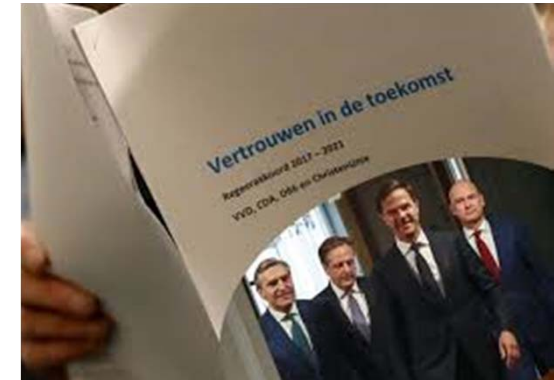 Vertrouwen in de toekomst
Regeerakkoord 2017 – 2021
VVD, CDA, D66 en ChristenUnie